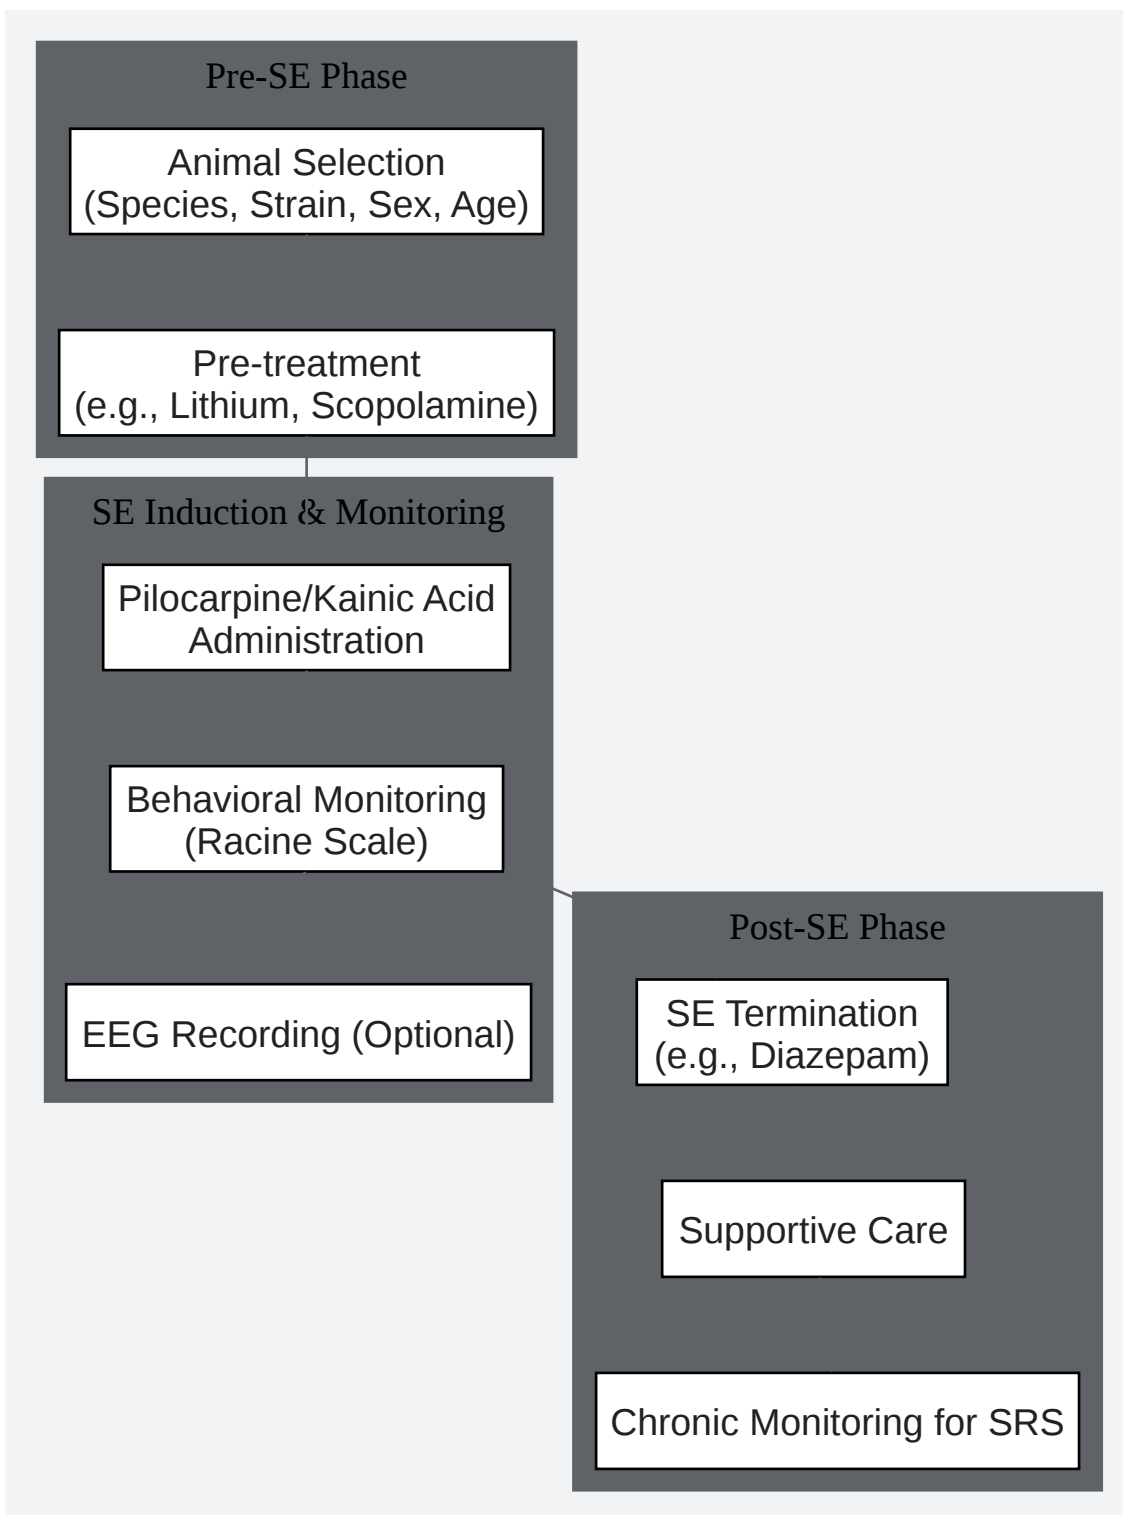 Pre-SE Phase
Animal Selection
(Species, Strain, Sex, Age)
Pre-treatment
(e.g., Lithium, Scopolamine)
SE Induction & Monitoring
Pilocarpine/Kainic Acid
Administration
Behavioral Monitoring
(Racine Scale)
EEG Recording (Optional)
Post-SE Phase
SE Termination
(e.g., Diazepam)
Supportive Care
Chronic Monitoring for SRS